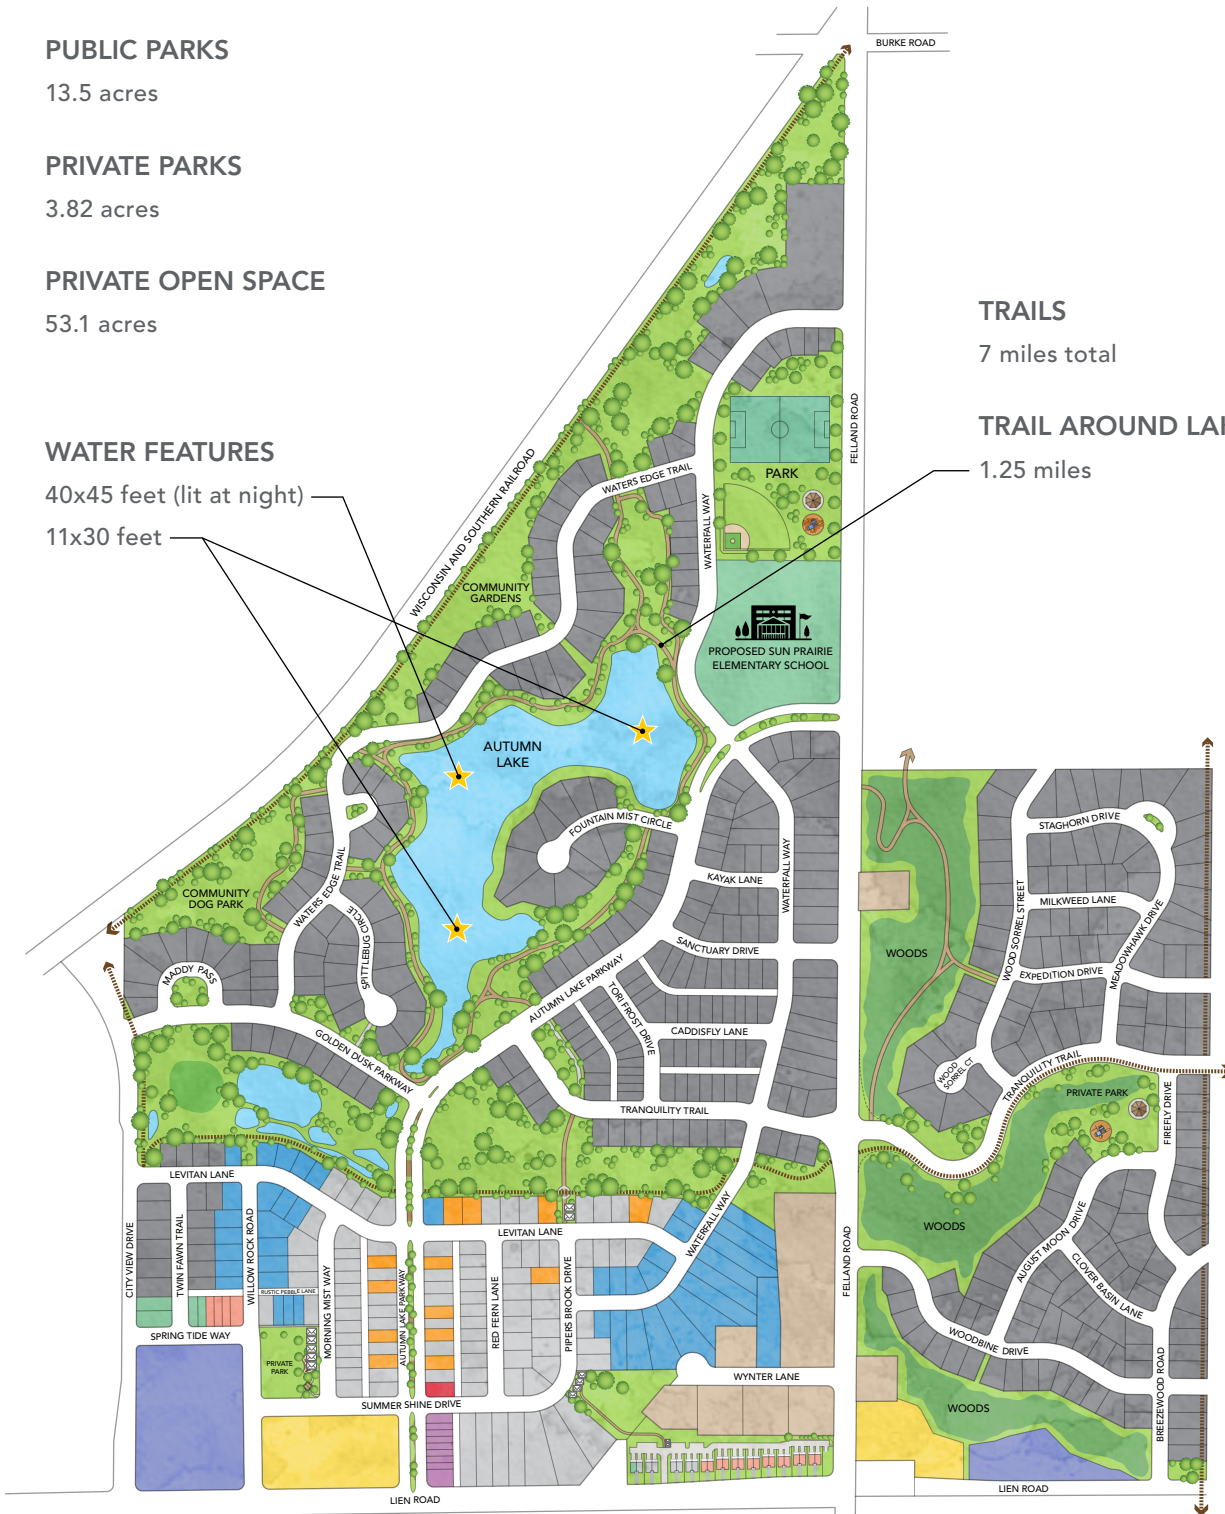 PUBLIC PARKS
13.5 acres
PRIVATE PARKS
3.82 acres
PRIVATE OPEN SPACE
53.1 acres
WATER FEATURES
40x45 feet (lit at night)
11x30 feet
TRAILS
7 miles total
TRAIL AROUND LAK
1.25 miles
BURKE ROAD
FELLAND ROAD
WISCONSIN AND SOUTHERN RAILROAD
WATERS EDGE TRAIL
WATERFALL WAY
PARK
COMMUNITY
GARDENS
PROPOSED SUN PRAIRIE
ELEMENTARY SCHOOL
AUTUMN
LAKE
FOUNTAIN MIST CIRCLE
KAYAK LANE
WATERFALL WAY
SANCTUARY DRIVE
COMMUNITY
DOG PARK
WATERS EDGE TRAIL
SPITTLEBUG CIRCLE
MADDY PASS
GOLDEN DUSK PARKWAY
AUTUMN LAKE PARKWAY
TORI FROST DRIVE
CADDISFLY LANE
TRANQUILITY TRAIL
STAGHORN DRIVE
WOOD SORREL STREET
MILKWEED LANE
MEADOWHAWK DRIVE
EXPEDITION DRIVE
WOODS
WOOD
SORREL CT
TRANQUILITY TRAIL
PRIVATE PARK
FIREFLY DRIVE
LEVITAN LANE
CITY VIEW DRIVE
TWIN FAWN TRAIL
WILLOW ROCK ROAD
RUSTIC PEBBLE LANE
MORNING MIST WAY
AUTUMN LAKE PARKWAY
LEVITAN LANE
RED FERN LANE
PIPERS BROOK DRIVE
WATERFALL WAY
FELLAND ROAD
WOODS
AUGUST MOON DRIVE
CLOVER BASIN LANE
WOODBINE DRIVE
BREEZEWOOD ROAD
SPRING TIDE WAY
PRIVATE
PARK
SUMMER SHINE DRIVE
WYNTER LANE
WOODS
LIEN ROAD
LIEN ROAD